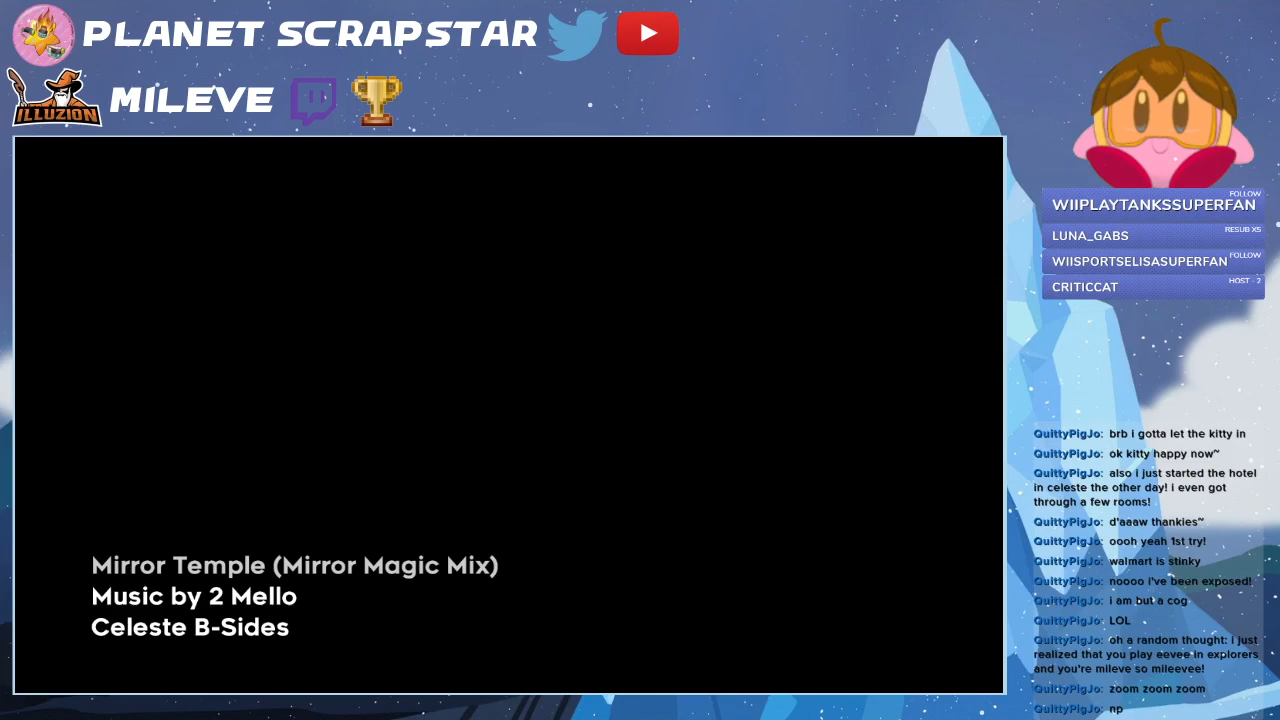 PLANET SCRAPSTAR
ILLUZION
MILEVE
FOLLOW
WIIPLAYTANKSSUPERFAN
LUNA_GABS
RESUB X5
WIISPORTSELISASUPERFAN
FOLLOW
CRITICCAT
HOST - 2
Mirror Temple (Mirror Magic Mix)
Music by 2 Mello
Celeste B-Sides
QuittyPigJo: brb i gotta let the kitty in
QuittyPigJo: ok kitty happy now~
QuittyPigJo: also i just started the hotel
in celeste the other day! i even got
through a few rooms!
QuittyPigJo: d'aaaw thankies~
QuittyPigJo: oooh yeah 1st try!
QuittyPigJo: walmart is stinky
QuittyPigJo: noooo i've been exposed!
QuittyPigJo: i am but a cog
QuittyPigJo: LOL
QuittyPigJo: oh a random thought: i just
realized that you play eevee in explorers
and you're mileve so mileevee!
QuittyPigJo: zoom zoom zoom
QuittyPigJo: np